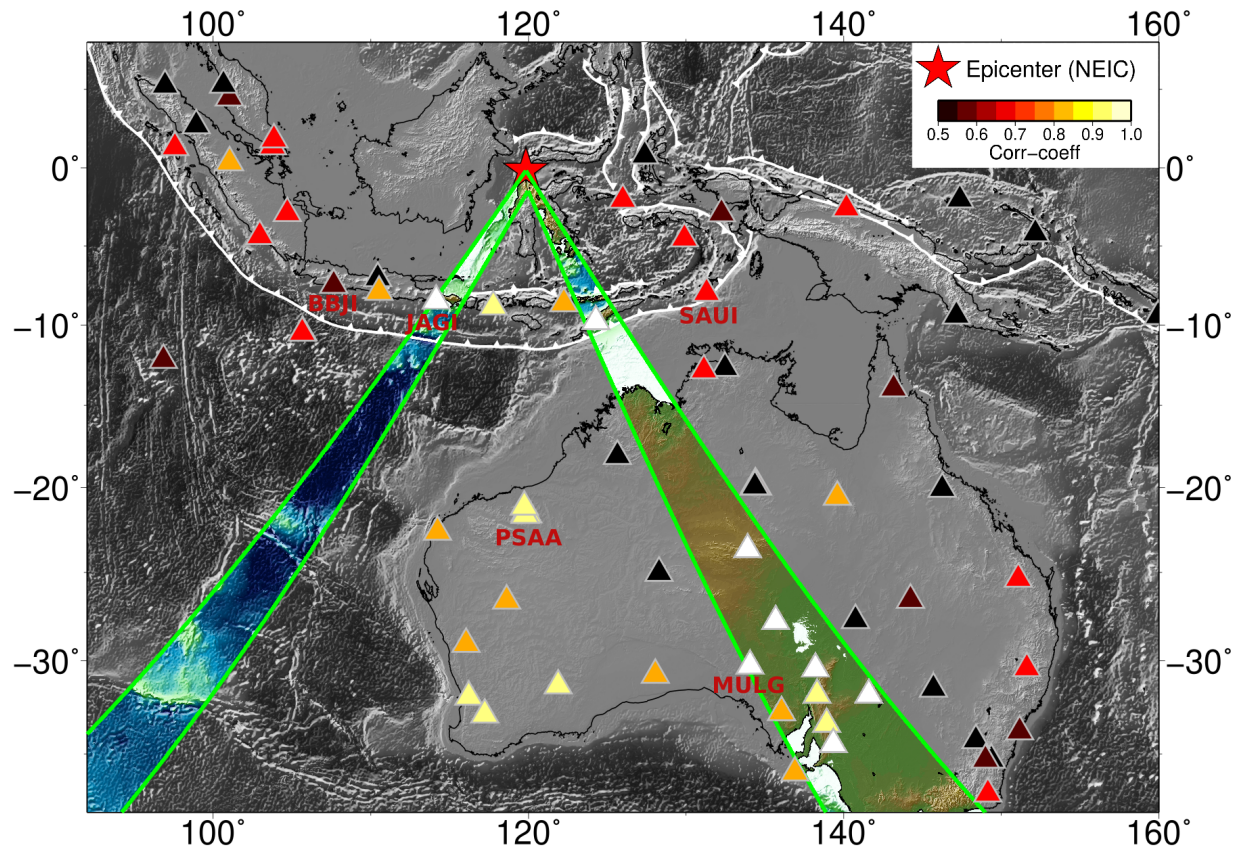 100˚ 120˚ 140˚ 160˚
Epicenter (NEIC)
0.5 0.6 0.7 0.8 0.9 1.0
Corr−coeff
0˚ 0˚
BBJI JAGI SAUI
−10˚ −10˚
−20˚ −20˚
PSAA
−30˚ −30˚
MULG
100˚ 120˚ 140˚ 160˚